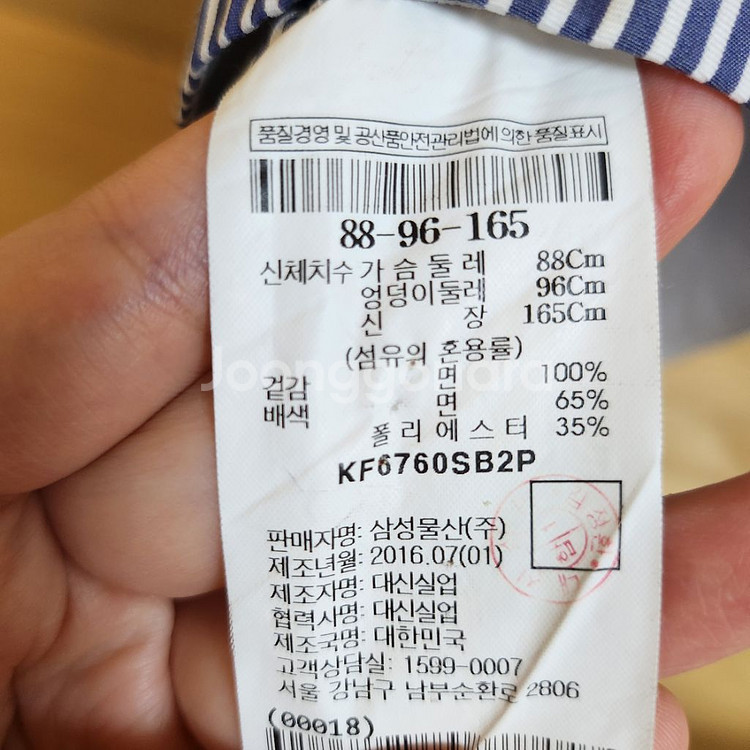 품질경영 및 공산품안전관리법에 의한 품질표시
88-96-165
신체치수 가슴둘레 88Cm
엉덩이둘레 96Cm
신 장 165Cm
(섬유의 혼용률)
겉감 면 100%
배색 면 65%
폴리에스터 35%
KF6760SB2P
판매자명: 삼성물산(주)
제조년월: 2016.07(01)
제조자명: 대신실업
협력사명: 대신실업
제조국명: 대한민국
고객상담실: 1599-0007
서울 강남구 남부순환로 2806
(00018)
Joonggonara